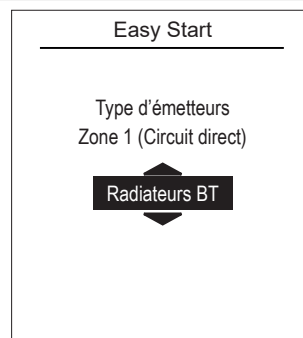 Easy Start
Type d'émetteurs
Zone 1 (Circuit direct)
Radiateurs BT